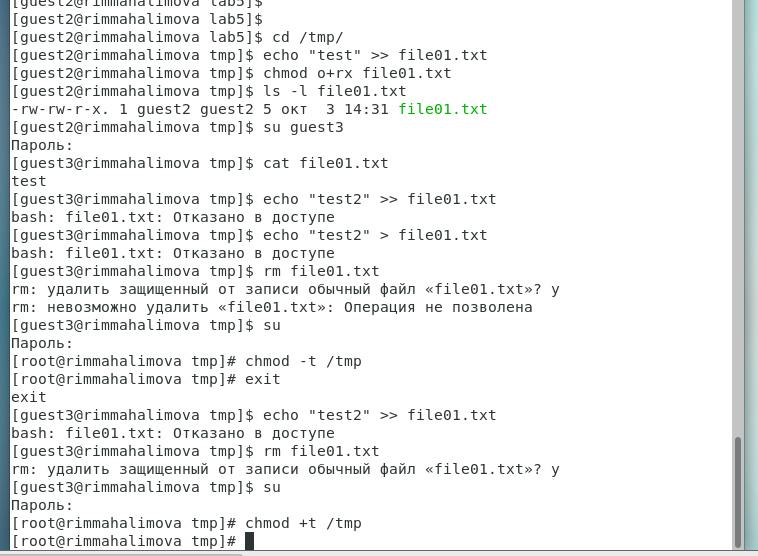 [guest2@rimmahalimova lab5]$
[guest2@rimmahalimova lab5]$
[guest2@rimmahalimova lab5]$ cd /tmp/
[guest2@rimmahalimova tmp]$ echo "test" >> file01.txt
[guest2@rimmahalimova tmp]$ chmod o+rx file01.txt
[guest2@rimmahalimova tmp]$ ls -l file01.txt
-rw-rw-r-x. 1 guest2 guest2 5 окт  3 14:31 file01.txt
[guest2@rimmahalimova tmp]$ su guest3
Пароль:
[guest3@rimmahalimova tmp]$ cat file01.txt
test
[guest3@rimmahalimova tmp]$ echo "test2" >> file01.txt
bash: file01.txt: Отказано в доступе
[guest3@rimmahalimova tmp]$ echo "test2" > file01.txt
bash: file01.txt: Отказано в доступе
[guest3@rimmahalimova tmp]$ rm file01.txt
rm: удалить защищенный от записи обычный файл «file01.txt»? y
rm: невозможно удалить «file01.txt»: Операция не позволена
[guest3@rimmahalimova tmp]$ su
Пароль:
[root@rimmahalimova tmp]# chmod -t /tmp
[root@rimmahalimova tmp]# exit
exit
[guest3@rimmahalimova tmp]$ echo "test2" >> file01.txt
bash: file01.txt: Отказано в доступе
[guest3@rimmahalimova tmp]$ rm file01.txt
rm: удалить защищенный от записи обычный файл «file01.txt»? y
[guest3@rimmahalimova tmp]$ su
Пароль:
[root@rimmahalimova tmp]# chmod +t /tmp
[root@rimmahalimova tmp]#